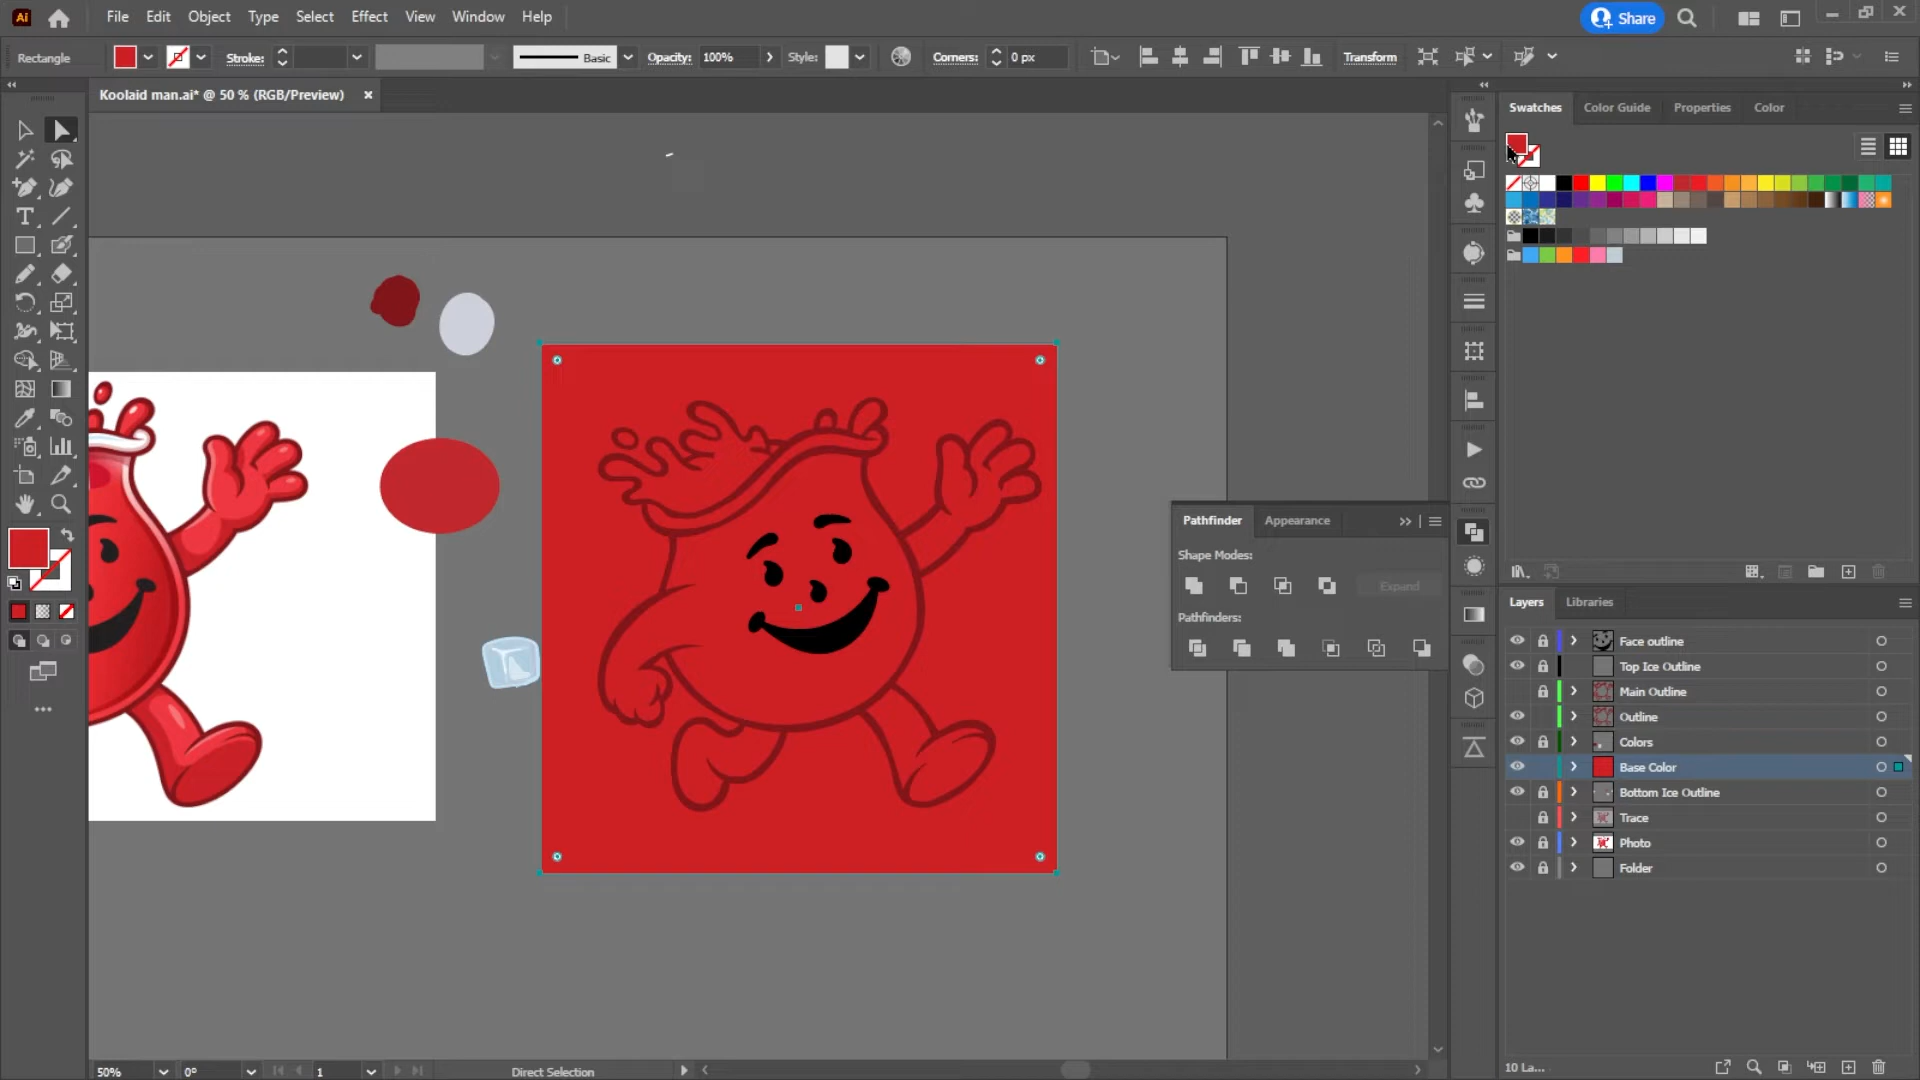 Ai File Edit Object Type Select Effect View Window Help Share
Rectangle Stroke: Basic Opacity: 100% Style: Corners: 0 px Transform
Koolaid man.ai* @ 50 % (RGB/Preview)
Swatches Color Guide Properties Color
Pathfinder Appearance
Shape Modes:
Expand
Pathfinders:
Layers Libraries
Face outline
Top Ice Outline
Main Outline
Outline
Colors
Base Color
Bottom Ice Outline
Trace
Photo
Folder
10 La...
50% 0° 1 Direct Selection